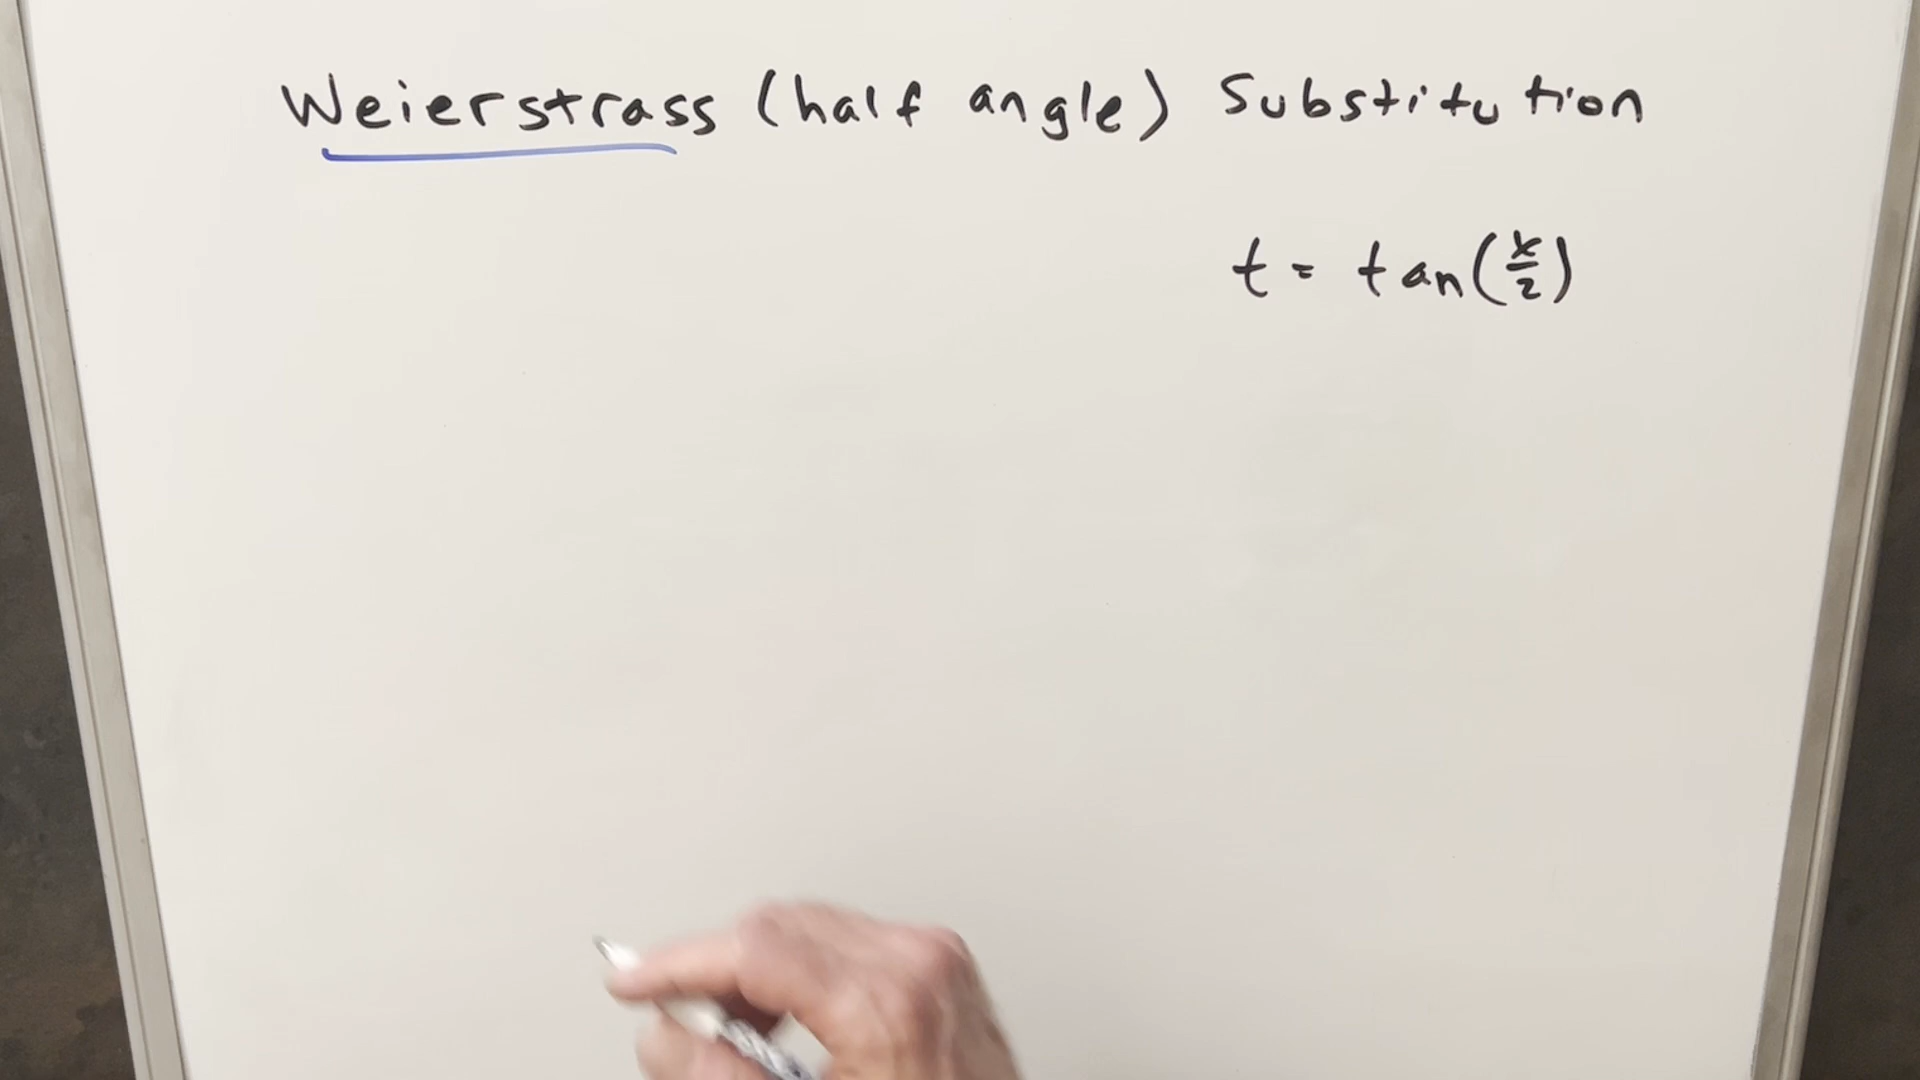 Weierstrass (half angle) Substitution
t = tan(x/2)